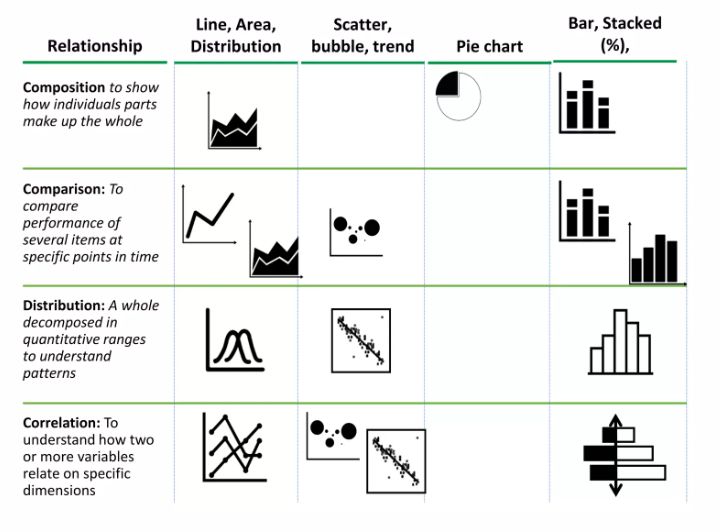 Relationship
Line, Area,
Distribution
Scatter,
bubble, trend
Pie chart
Bar, Stacked
(%),
Composition to show
how individuals parts
make up the whole
Comparison: To
compare
performance of
several items at
specific points in time
Distribution: A whole
decomposed in
quantitative ranges
to understand
patterns
Correlation: To
understand how two
or more variables
relate on specific
dimensions